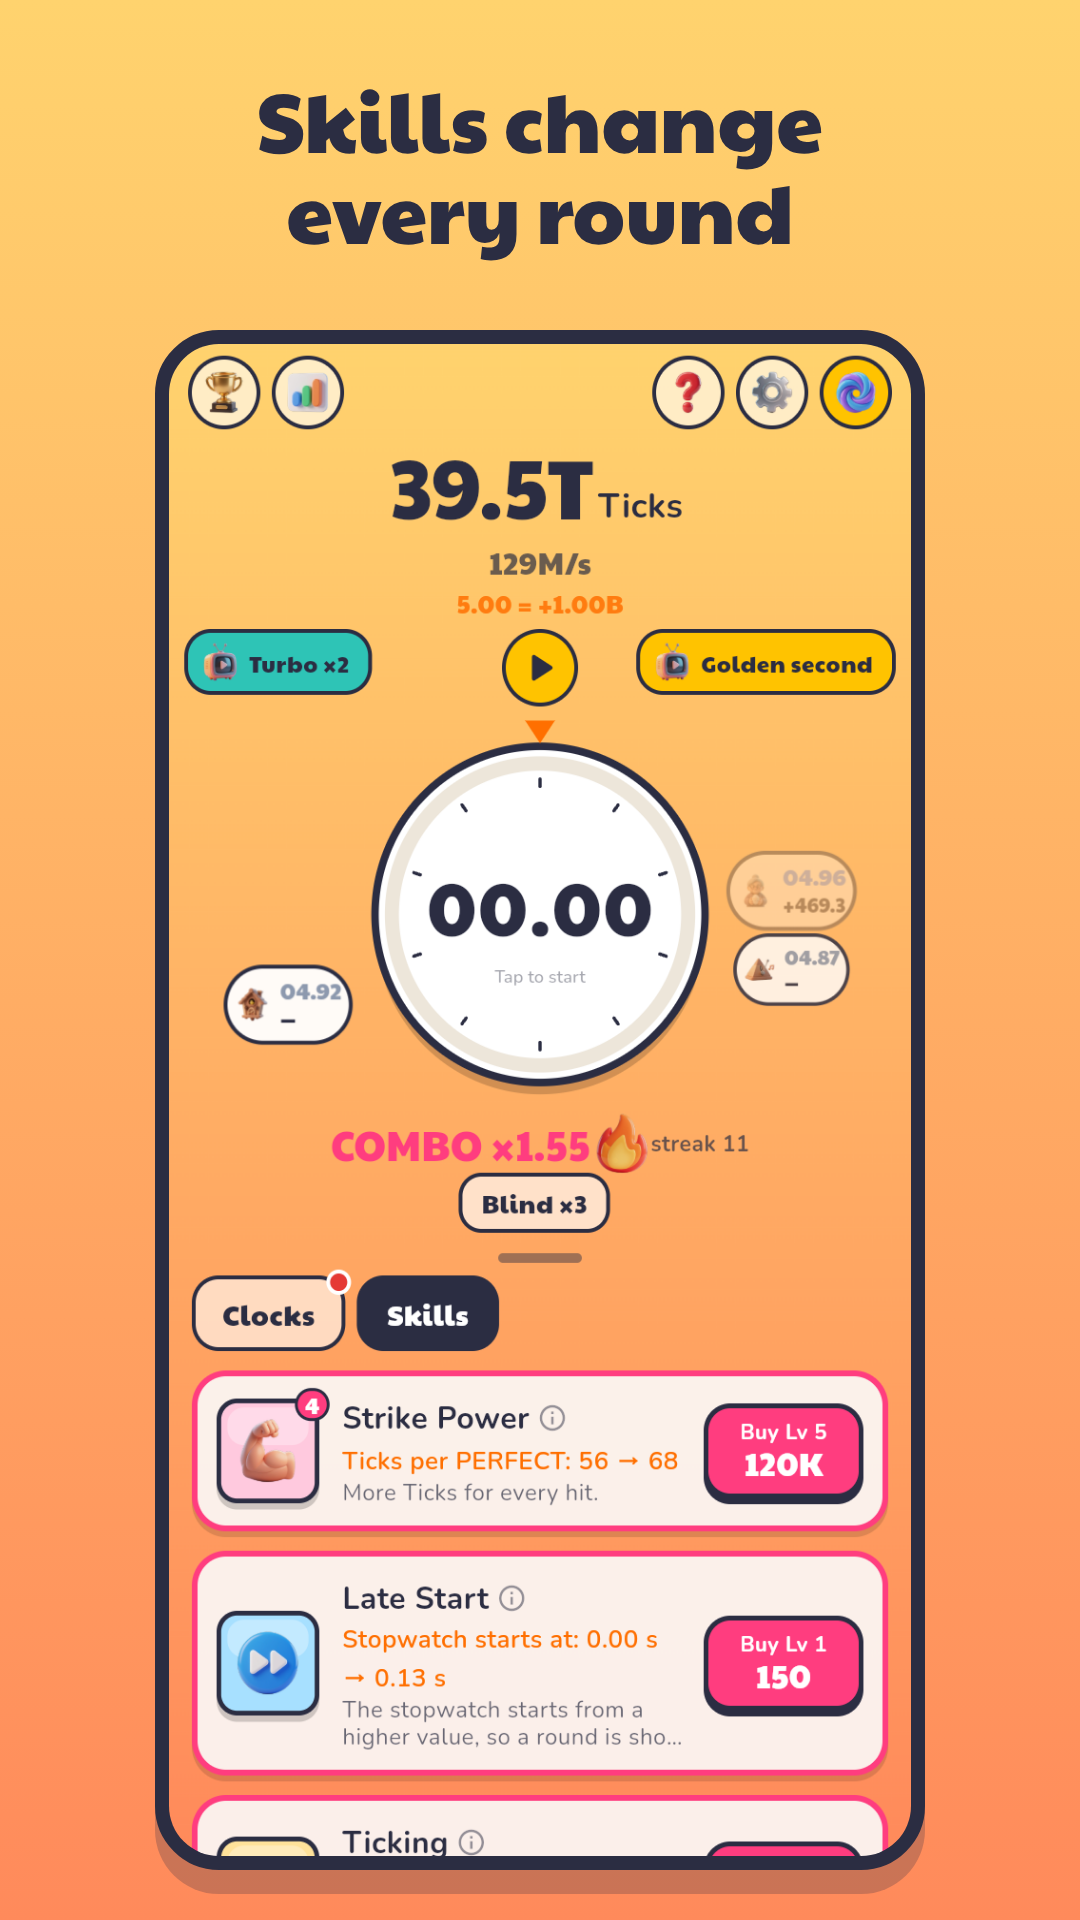 Skills change
every round
39.5T Ticks
129M/s
5.00 = +1.00B
Turbo ×2
Golden second
00.00
Tap to start
04.96
+469.3
04.87
–
04.92
–
COMBO ×1.55 streak 11
Blind ×3
Clocks
Skills
4
Strike Power
Ticks per PERFECT: 56 → 68
More Ticks for every hit.
Buy Lv 5
120K
Late Start
Stopwatch starts at: 0.00 s
→ 0.13 s
The stopwatch starts from a
higher value, so a round is sho...
Buy Lv 1
150
Ticking